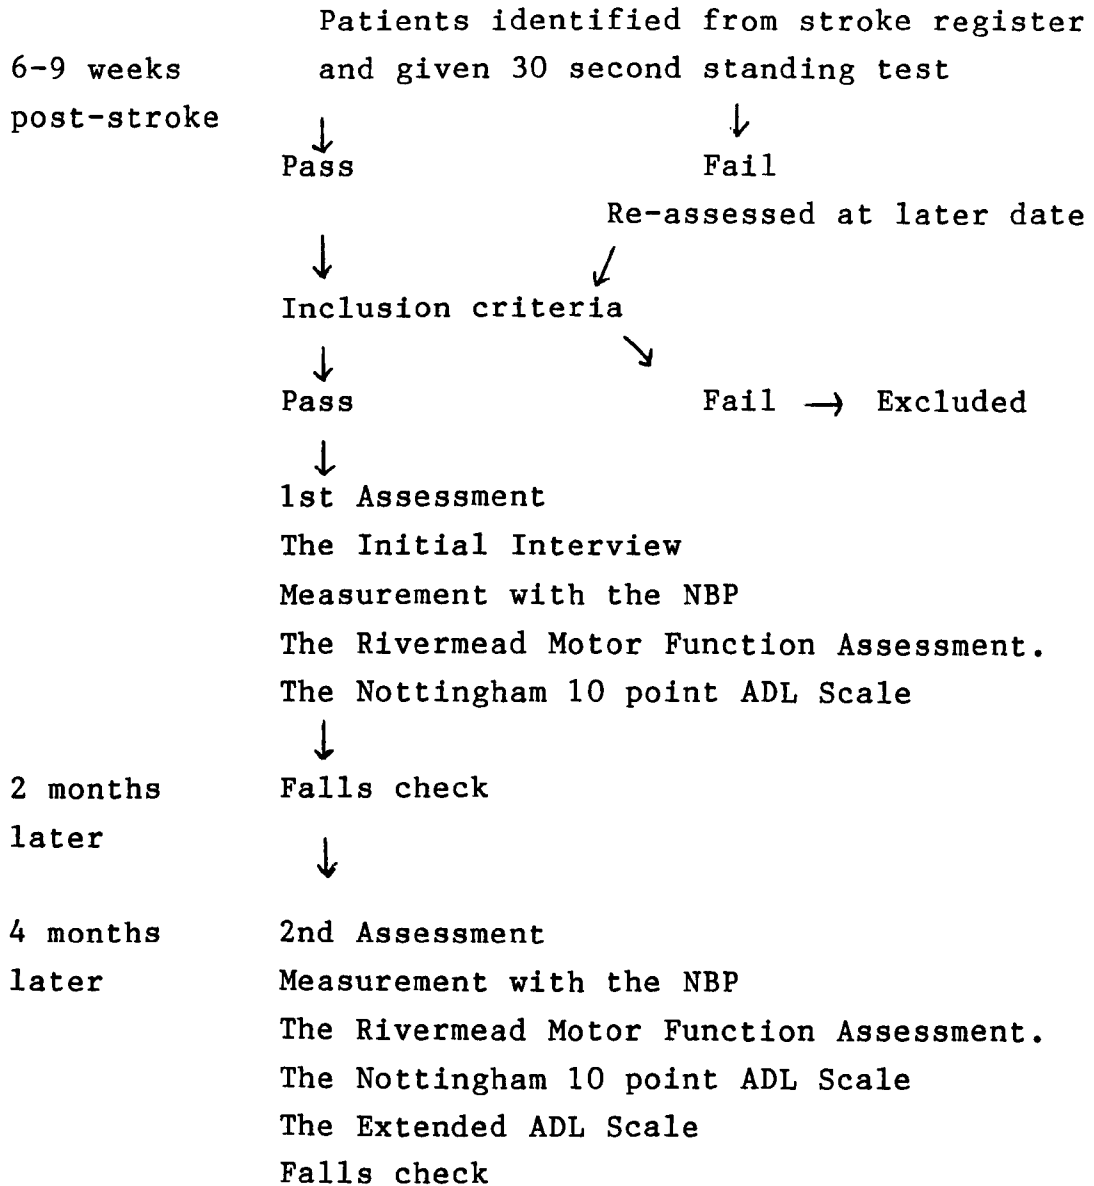 Patients identified from stroke register
6-9 weeks and given 30 second standing test
post-stroke ↓ ↓
Pass Fail
Re-assessed at later date
↓ ↙
Inclusion criteria
↓ ↘
Pass Fail → Excluded
↓
1st Assessment
The Initial Interview
Measurement with the NBP
The Rivermead Motor Function Assessment.
The Nottingham 10 point ADL Scale
↓
2 months Falls check
later ↓
4 months 2nd Assessment
later Measurement with the NBP
The Rivermead Motor Function Assessment.
The Nottingham 10 point ADL Scale
The Extended ADL Scale
Falls check